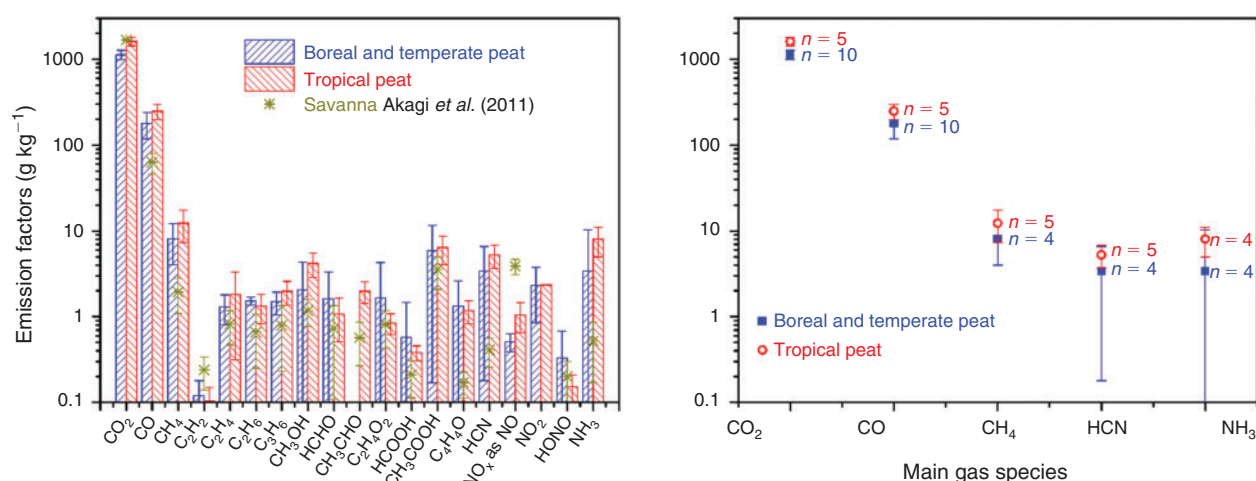 Emission factors (g kg⁻¹)
1000
100
10
1
0.1
Boreal and temperate peat
Tropical peat
Savanna Akagi et al. (2011)
CO₂
CO
CH₄
C₂H₂
C₂H₄
C₂H₆
C₃H₆
CH₃OH
HCHO
CH₃CHO
C₂H₄O₂
HCOOH
CH₃COOH
C₄H₄O
HCN
NOₓ as NO
NO₂
HONO
NH₃
1000
100
10
1
0.1
n = 5
n = 10
n = 5
n = 10
n = 5
n = 4
n = 5
n = 4
n = 4
n = 4
Boreal and temperate peat
Tropical peat
CO₂
CO
CH₄
HCN
NH₃
Main gas species